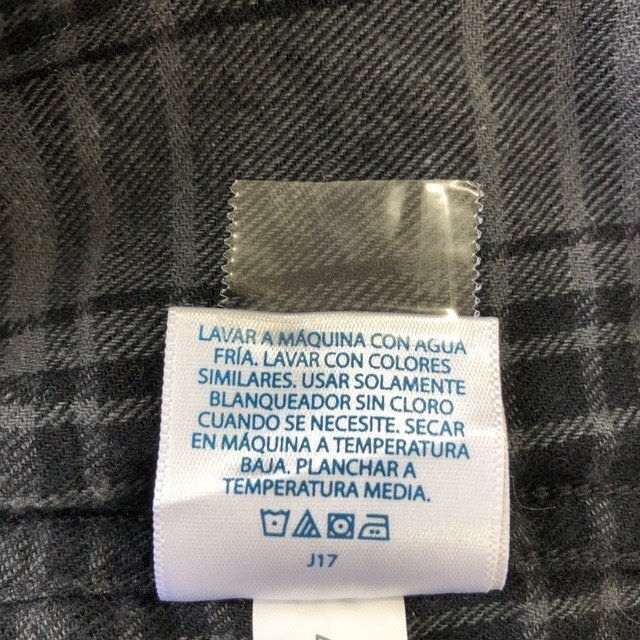 LAVAR A MÁQUINA CON AGUA
FRÍA. LAVAR CON COLORES
SIMILARES. USAR SOLAMENTE
BLANQUEADOR SIN CLORO
CUANDO SE NECESITE. SECAR
EN MÁQUINA A TEMPERATURA
BAJA. PLANCHAR A
TEMPERATURA MEDIA.
J17